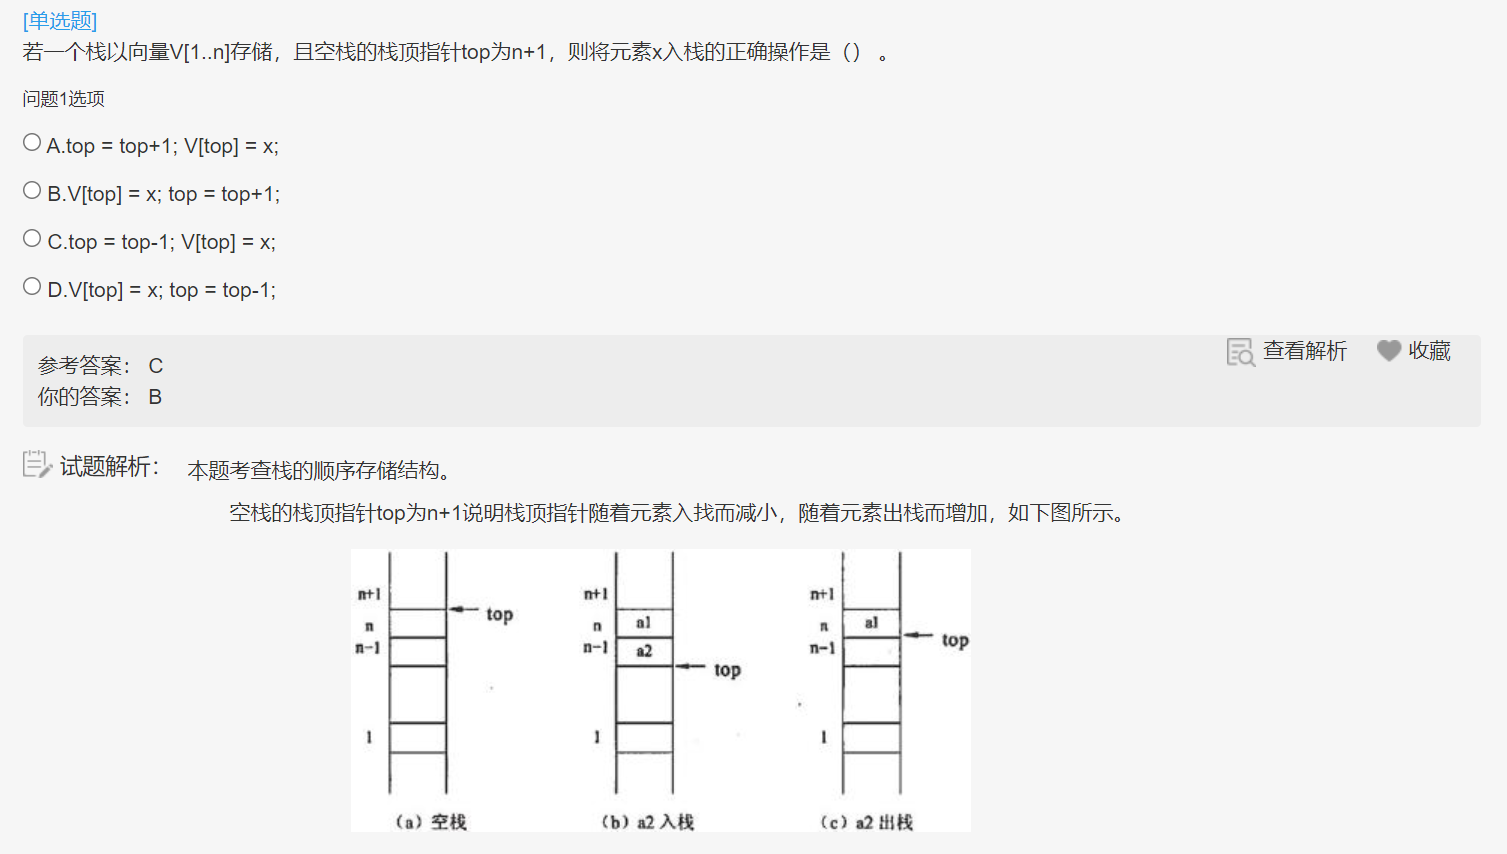 [单选题]
若一个栈以向量V[1..n]存储，且空栈的栈顶指针top为n+1，则将元素x入栈的正确操作是（） 。
问题1选项
A.top = top+1; V[top] = x;
B.V[top] = x; top = top+1;
C.top = top-1; V[top] = x;
D.V[top] = x; top = top-1;
查看解析 收藏
参考答案： C
你的答案： B
试题解析： 本题考查栈的顺序存储结构。
空栈的栈顶指针top为n+1说明栈顶指针随着元素入找而减小，随着元素出栈而增加，如下图所示。
n+1 n+1 n+1
top
n n a1 n a1
n-1 n-1 a2 n-1 top
top
1 1 1
（a）空栈 （b）a2 入栈 （c）a2 出栈